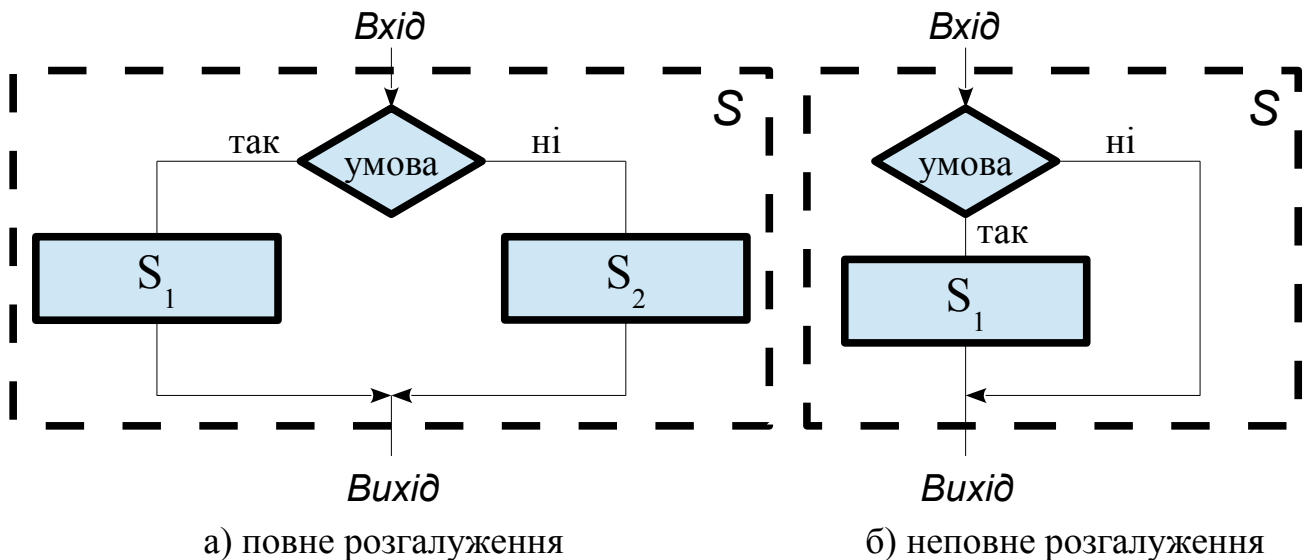 Вхід
S
так
умова
ні
S1
S2
Вихід
а) повне розгалуження
Вхід
S
умова
ні
так
S1
Вихід
б) неповне розгалуження